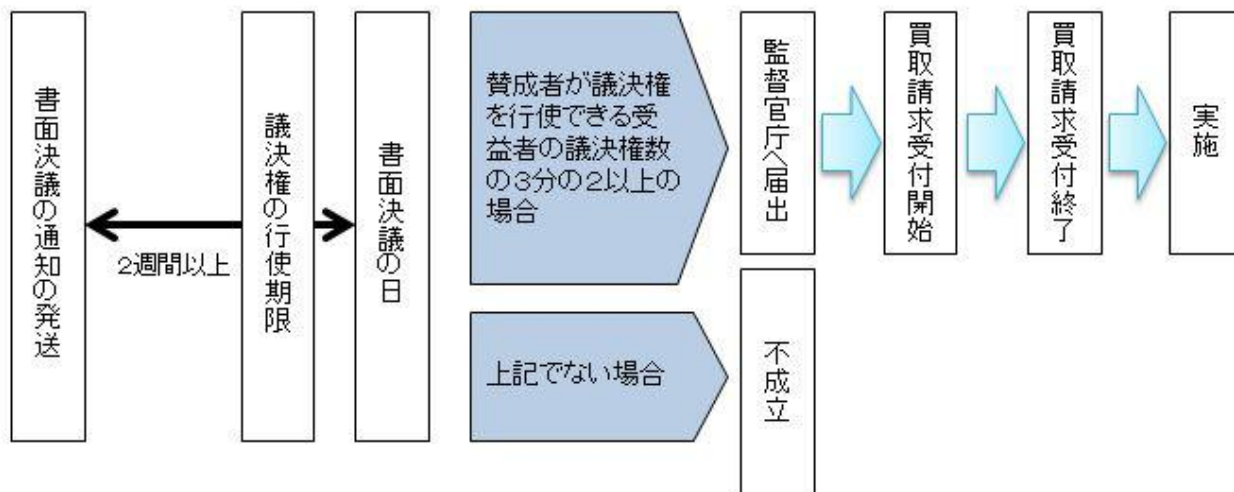 書面決議の通知の発送
2週間以上
議決権の行使期限
書面決議の日
賛成者が議決権
を行使できる受
益者の議決権数
の3分の2以上の
場合
監督官庁へ届出
買取請求受付開始
買取請求受付終了
実施
上記でない場合
不成立